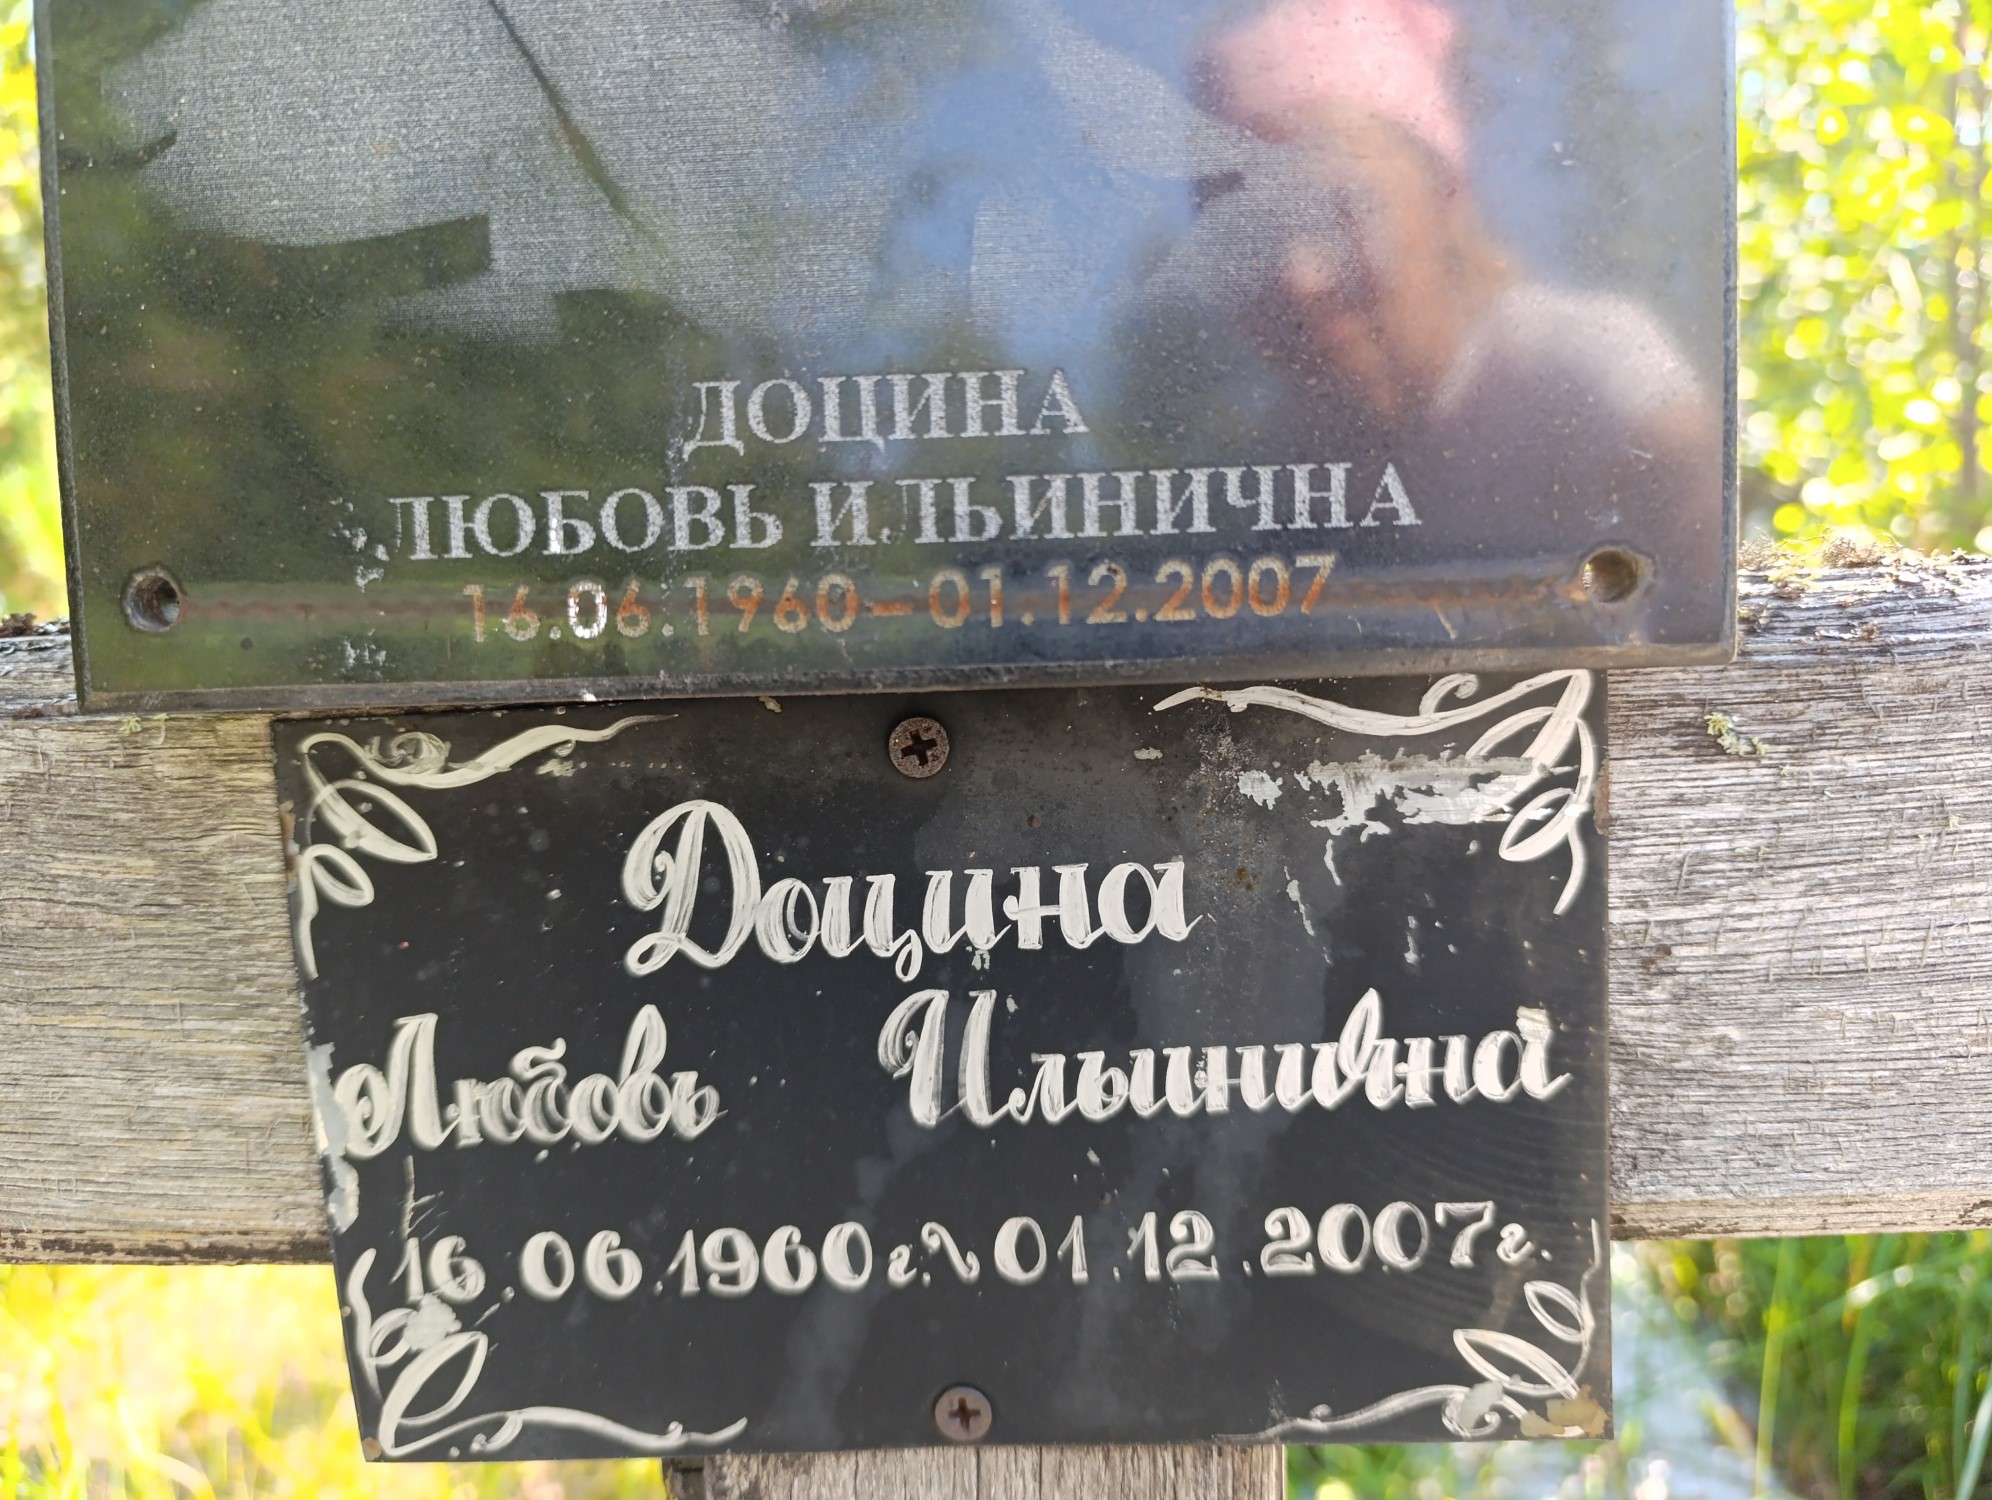 ДОЦИНА
ЛЮБОВЬ ИЛЬИНИЧНА
16.06.1960–01.12.2007
Доцина
Любовь Ильинична
16.06.1960г.~01.12.2007г.